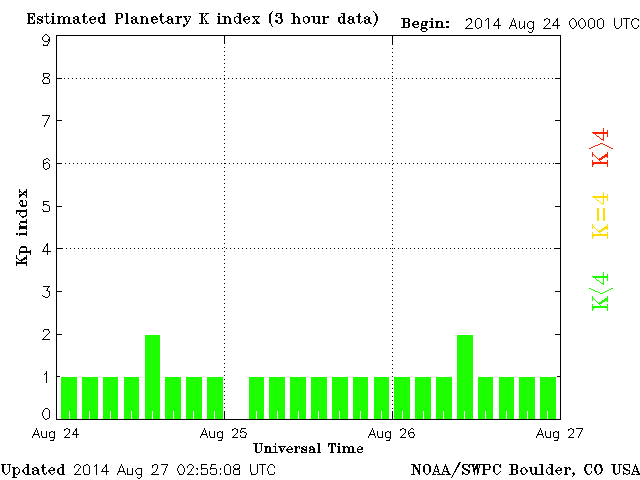 Estimated Planetary K index (3 hour data) Begin: 2014 Aug 24 0000 UTC
9
8
7
6
5
4
3
2
1
0
Kp index
K>4
K=4
K<4
Aug 24 Aug 25 Aug 26 Aug 27
Universal Time
Updated 2014 Aug 27 02:55:08 UTC NOAA/SWPC Boulder, CO USA